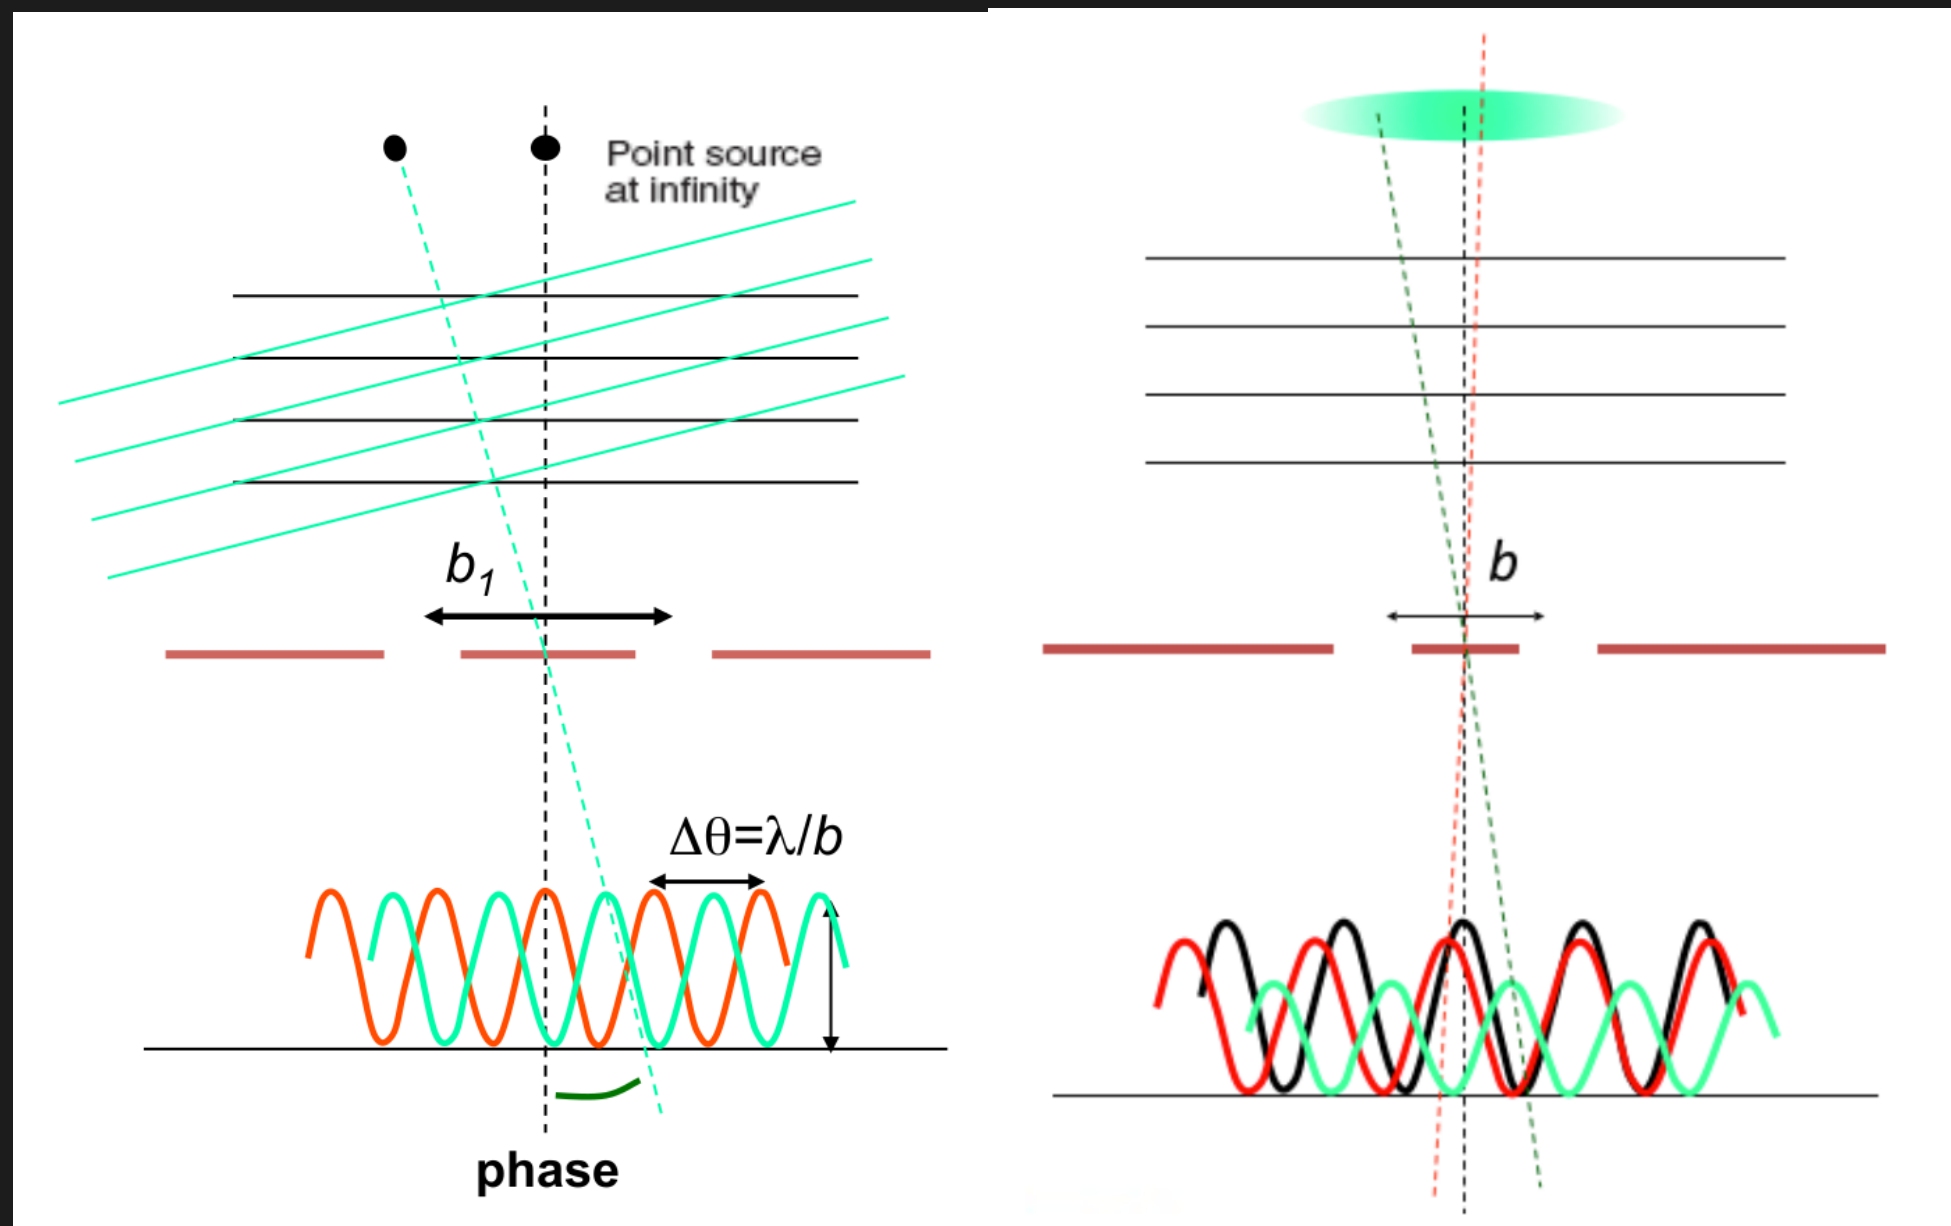 Point source
at infinity
b1
b
Δθ=λ/b
phase